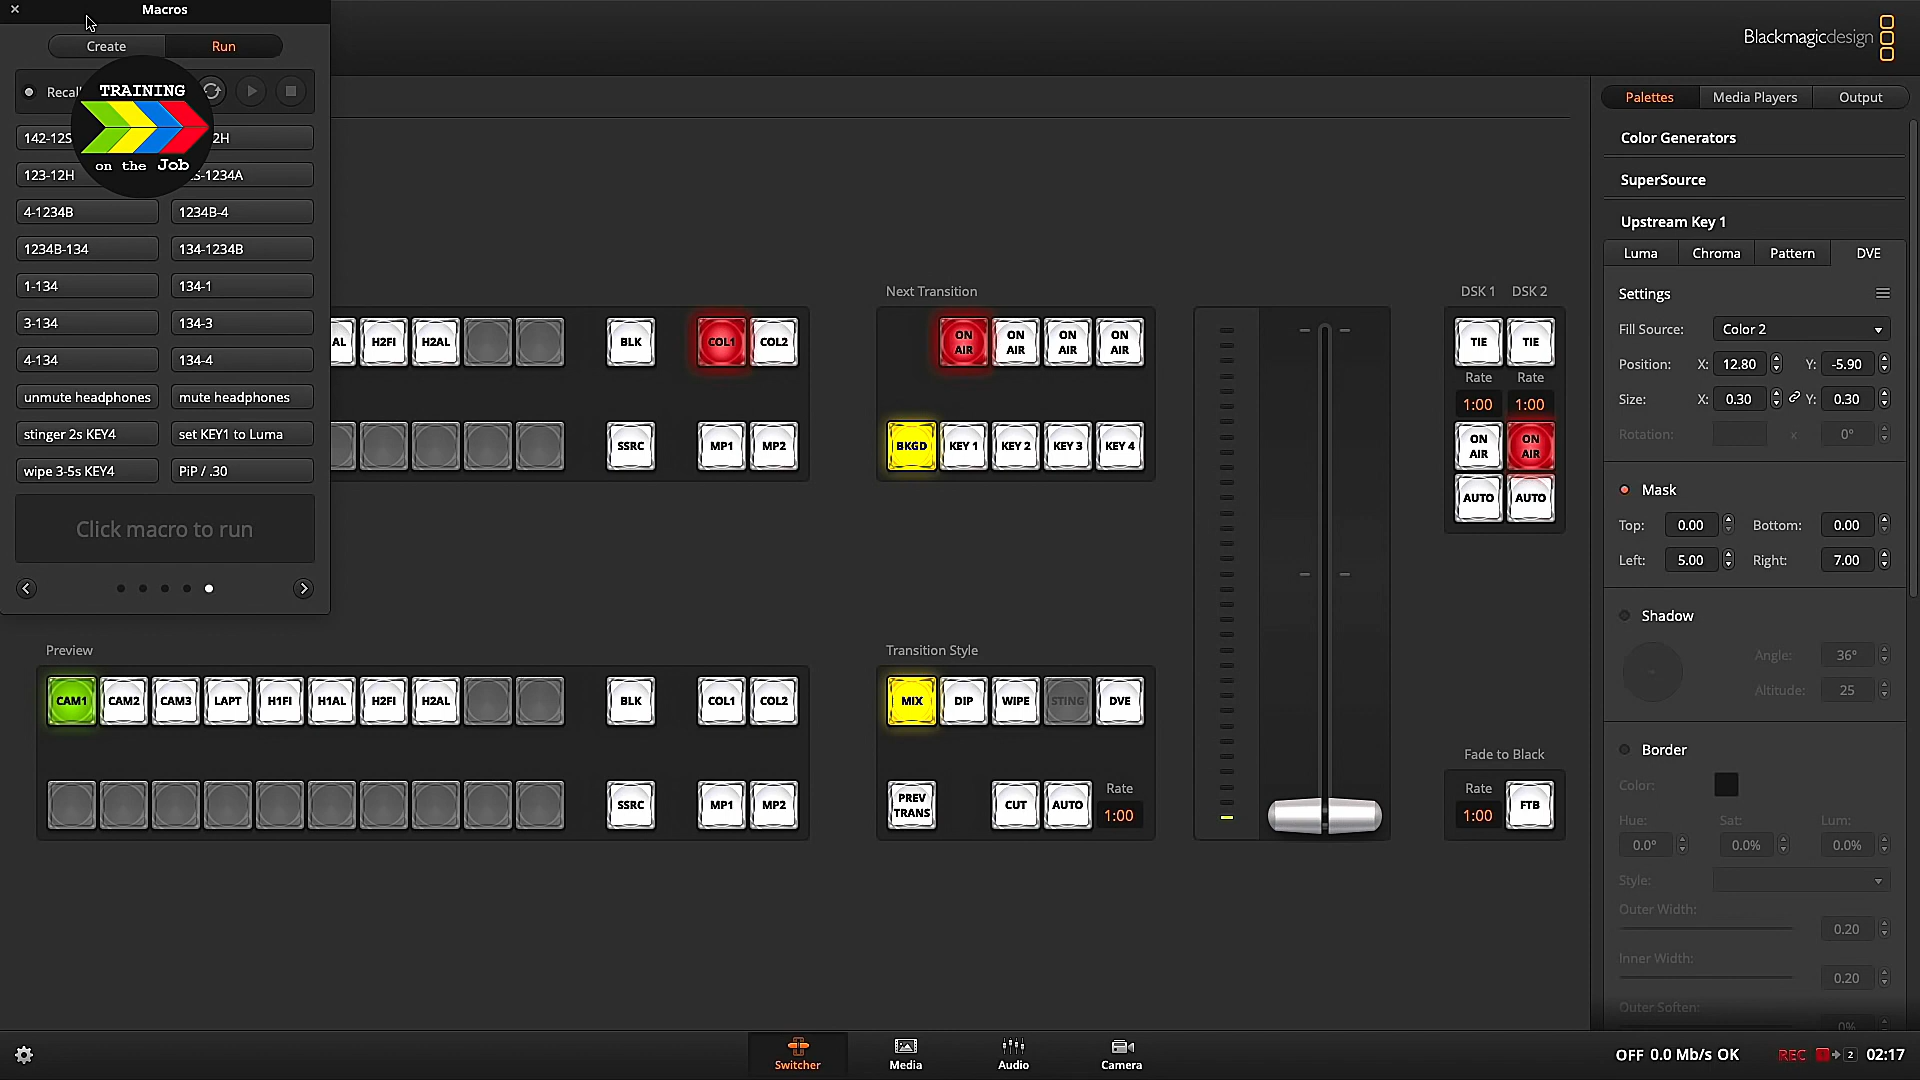 Macros
Create
Run
Recall
TRAINING
on the Job
142-12S
2H
123-12H
S-1234A
4-1234B
1234B-4
1234B-134
134-1234B
1-134
134-1
3-134
134-3
4-134
134-4
unmute headphones
mute headphones
stinger 2s KEY4
set KEY1 to Luma
wipe 3-5s KEY4
PiP / .30
Click macro to run
Blackmagicdesign
AL
H2FI
H2AL
BLK
COL1
COL2
SSRC
MP1
MP2
Next Transition
ON AIR
ON AIR
ON AIR
ON AIR
BKGD
KEY 1
KEY 2
KEY 3
KEY 4
DSK 1
DSK 2
TIE
TIE
Rate
Rate
1:00
1:00
ON AIR
ON AIR
AUTO
AUTO
Preview
CAM1
CAM2
CAM3
LAPT
H1FI
H1AL
H2FI
H2AL
BLK
COL1
COL2
SSRC
MP1
MP2
Transition Style
MIX
DIP
WIPE
STING
DVE
PREV TRANS
CUT
AUTO
Rate
1:00
Fade to Black
Rate
1:00
FTB
Palettes
Media Players
Output
Color Generators
SuperSource
Upstream Key 1
Luma
Chroma
Pattern
DVE
Settings
Fill Source: Color 2
Position: X: 12.80 Y: -5.90
Size: X: 0.30 Y: 0.30
Rotation: x 0°
Mask
Top: 0.00 Bottom: 0.00
Left: 5.00 Right: 7.00
Shadow
Angle: 36°
Altitude: 25
Border
Color:
Hue: Sat: Lum:
0.0° 0.0% 0.0%
Style:
Outer Width:
0.20
Inner Width:
0.20
Outer Soften:
0%
Switcher
Media
Audio
Camera
OFF 0.0 Mb/s OK
REC 1 2 02:17